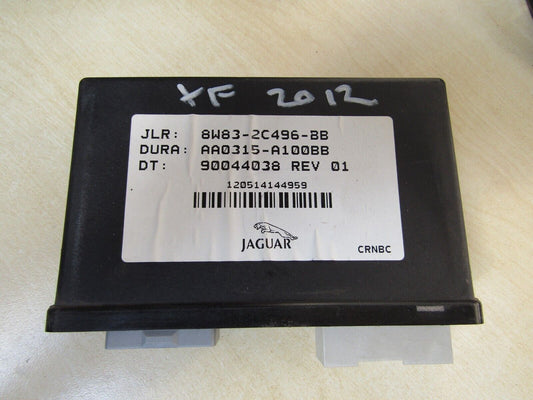 XF 2012
JLR: 8W83-2C496-BB
DURA: AA0315-A100BB
DT: 90044038 REV 01
120514144959
JAGUAR
CRNBC